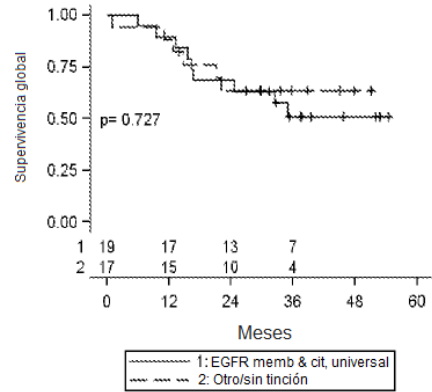 Supervivencia global
1.00
0.75
0.50
0.25
0.00
p= 0.727
1 19 17 13 7
2 17 15 10 4
0 12 24 36 48 60
Meses
1: EGFR memb & cit, universal
2: Otro/sin tinción